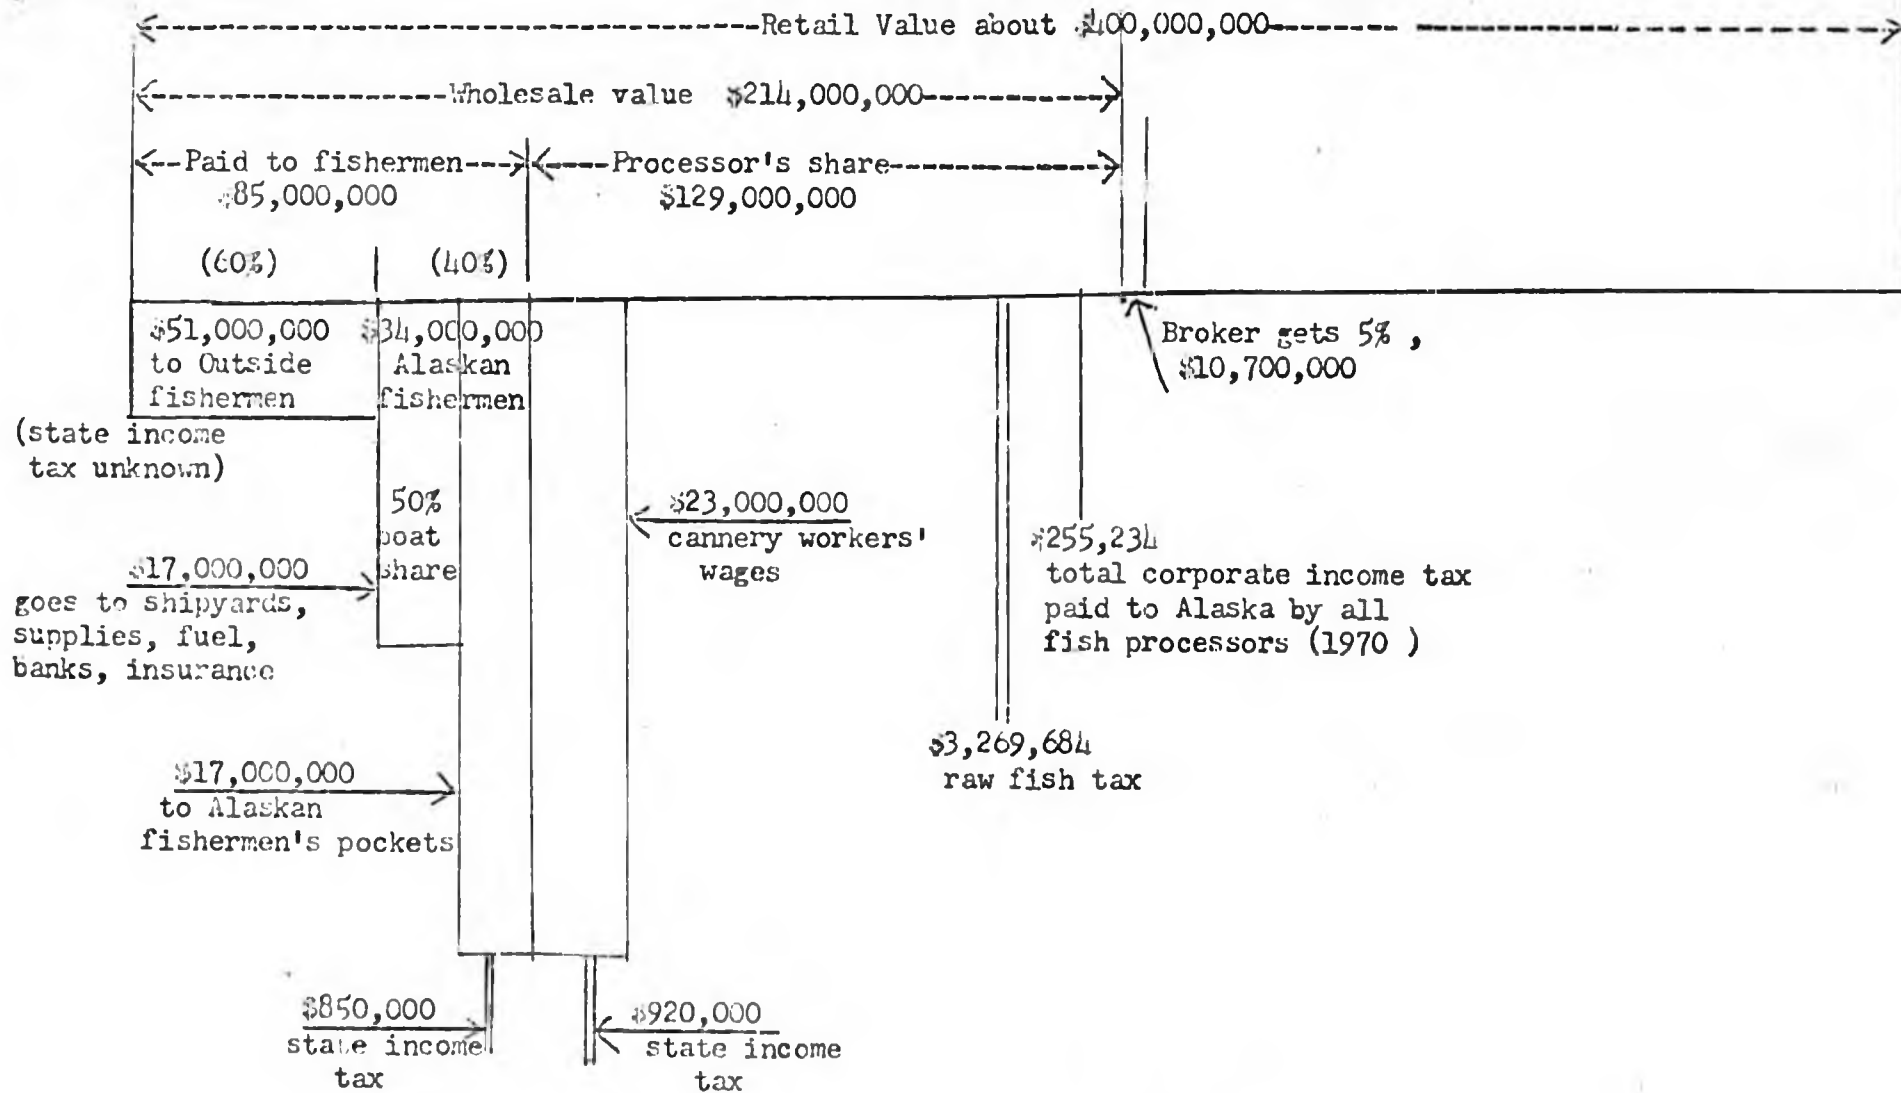 Retail Value about $400,000,000
Wholesale value $214,000,000
Paid to fishermen
$85,000,000
Processor's share
$129,000,000
(60%)
(40%)
$51,000,000
to Outside
fishermen
$34,000,000
Alaskan
fishermen
Broker gets 5% ,
$10,700,000
(state income
tax unknown)
50%
boat
share
$23,000,000
cannery workers'
wages
$255,234
total corporate income tax
paid to Alaska by all
fish processors (1970 )
$17,000,000
goes to shipyards,
supplies, fuel,
banks, insurance
$3,269,684
raw fish tax
$17,000,000
to Alaskan
fishermen's pockets
$850,000
state income
tax
$920,000
state income
tax